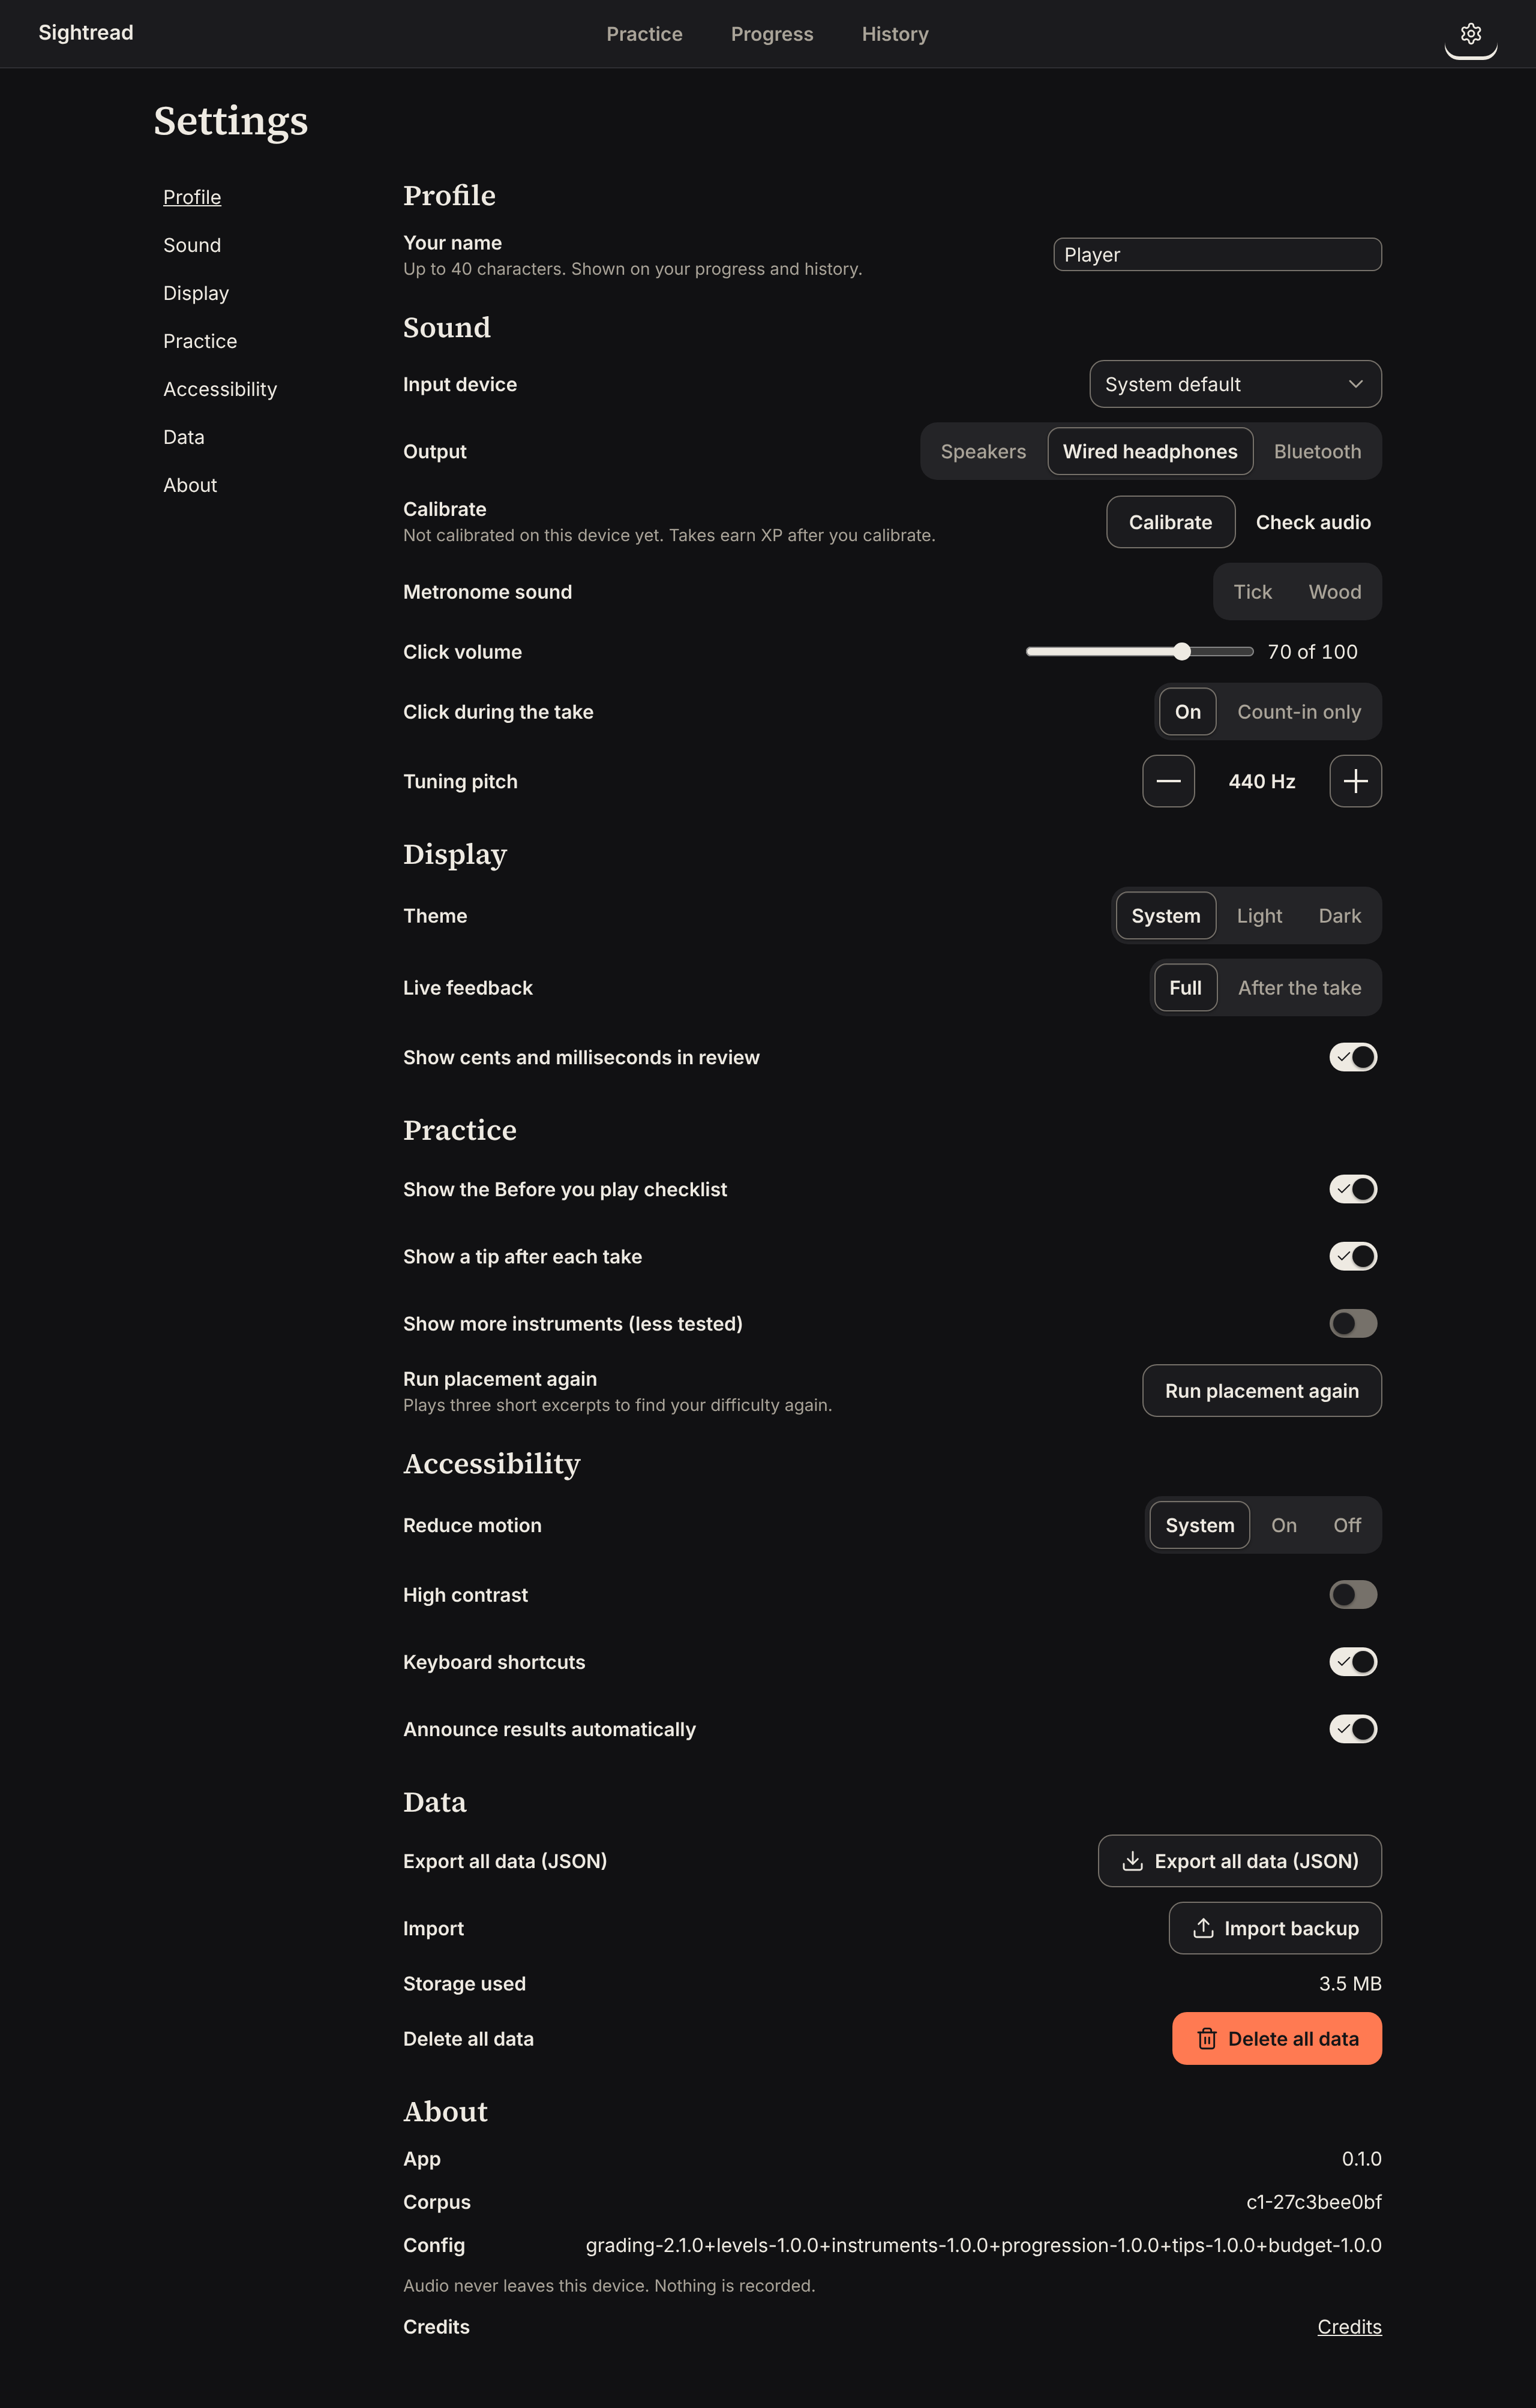 Sightread
Practice
Progress
History
Settings
Profile
Sound
Display
Practice
Accessibility
Data
About
Profile
Your name
Up to 40 characters. Shown on your progress and history.
Player
Sound
Input device
System default
Output
Speakers
Wired headphones
Bluetooth
Calibrate
Not calibrated on this device yet. Takes earn XP after you calibrate.
Calibrate
Check audio
Metronome sound
Tick
Wood
Click volume
70 of 100
Click during the take
On
Count-in only
Tuning pitch
440 Hz
Display
Theme
System
Light
Dark
Live feedback
Full
After the take
Show cents and milliseconds in review
Practice
Show the Before you play checklist
Show a tip after each take
Show more instruments (less tested)
Run placement again
Plays three short excerpts to find your difficulty again.
Run placement again
Accessibility
Reduce motion
System
On
Off
High contrast
Keyboard shortcuts
Announce results automatically
Data
Export all data (JSON)
Export all data (JSON)
Import
Import backup
Storage used
3.5 MB
Delete all data
Delete all data
About
App
0.1.0
Corpus
c1-27c3bee0bf
Config
grading-2.1.0+levels-1.0.0+instruments-1.0.0+progression-1.0.0+tips-1.0.0+budget-1.0.0
Audio never leaves this device. Nothing is recorded.
Credits
Credits